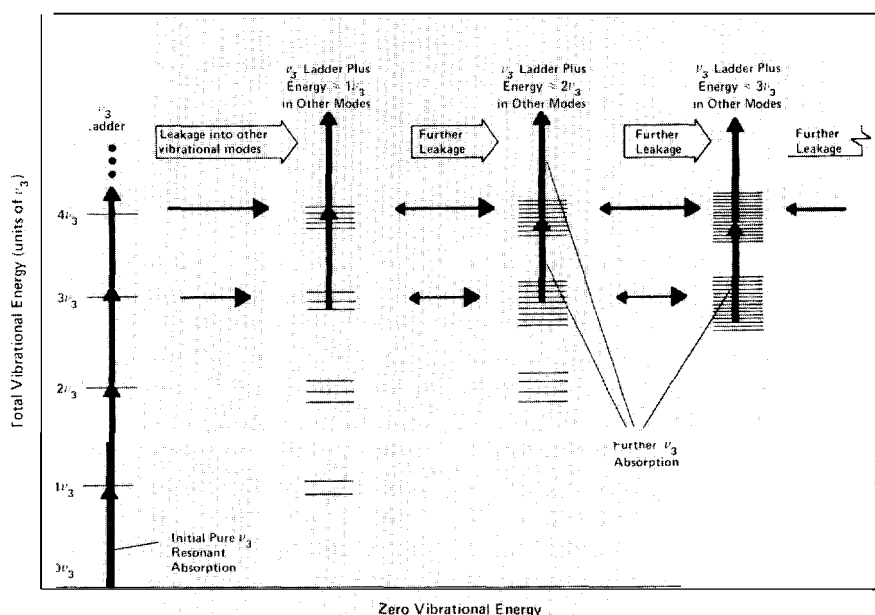 ν₃ Ladder Plus
Energy ≈ 1ν₃
in Other Modes
ν₃ Ladder Plus
Energy ≈ 2ν₃
in Other Modes
ν₃ Ladder Plus
Energy ≈ 3ν₃
in Other Modes
ν₃
Ladder
Leakage into other
vibrational modes
Further
Leakage
Further
Leakage
Further
Leakage
Total Vibrational Energy (units of ν₃)
4ν₃
3ν₃
2ν₃
1ν₃
0ν₃
Further ν₃
Absorption
Initial Pure ν₃
Resonant
Absorption
Zero Vibrational Energy